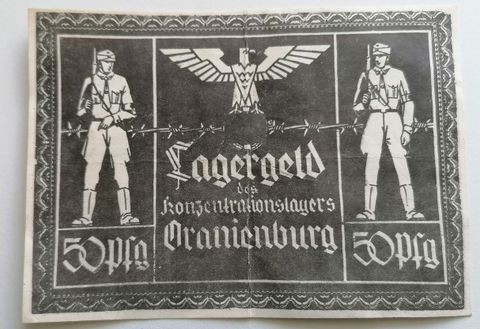 Lagergeld
des
Konzentrationslagers
Oranienburg
50 Pfg
50 Pfg